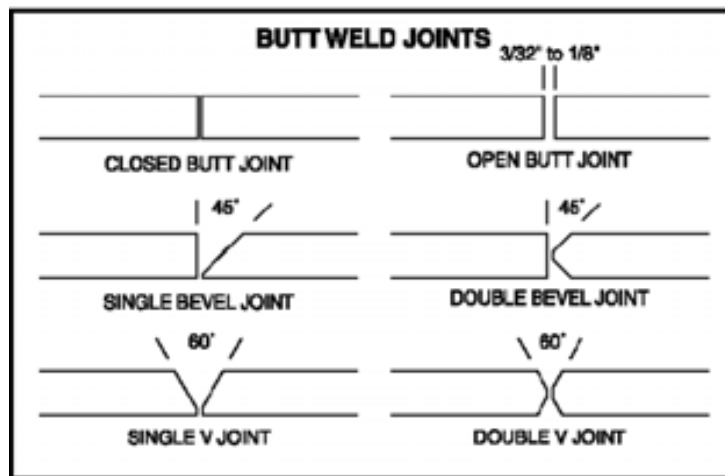 BUTT WELD JOINTS
3/32" to 1/8"
CLOSED BUTT JOINT
OPEN BUTT JOINT
45°
45°
SINGLE BEVEL JOINT
DOUBLE BEVEL JOINT
60°
60°
SINGLE V JOINT
DOUBLE V JOINT